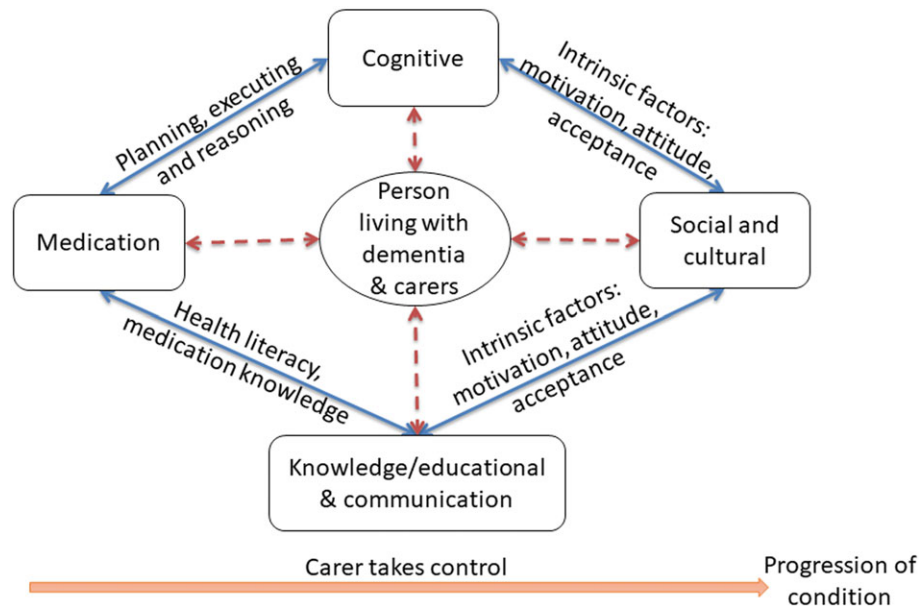 Cognitive
Planning, executing
and reasoning
Intrinsic factors:
motivation, attitude,
acceptance
Medication
Person
living with
dementia
& carers
Social and
cultural
Health literacy,
medication knowledge
Intrinsic factors:
motivation, attitude,
acceptance
Knowledge/educational
& communication
Carer takes control
Progression of
condition